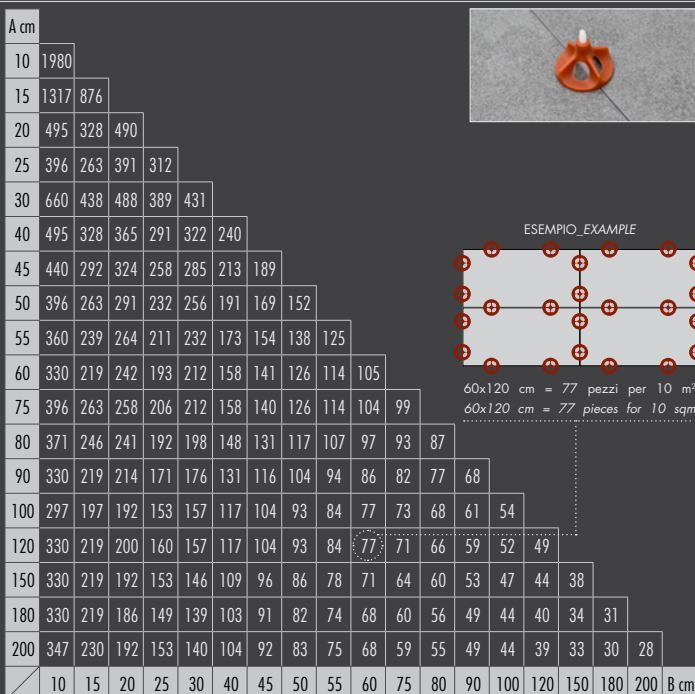 A cm
10 1980
15 1317 876
20 495 328 490
25 396 263 391 312
30 660 438 488 389 431
40 495 328 365 291 322 240
45 440 292 324 258 285 213 189
50 396 263 291 232 256 191 169 152
55 360 239 264 211 232 173 154 138 125
60 330 219 242 193 212 158 141 126 114 105
75 396 263 258 206 212 158 140 126 114 104 99
80 371 246 241 192 198 148 131 117 107 97 93 87
90 330 219 214 171 176 131 116 104 94 86 82 77 68
100 297 197 192 153 157 117 104 93 84 77 73 68 61 54
120 330 219 200 160 157 117 104 93 84 77 71 66 59 52 49
150 330 219 192 153 146 109 96 86 78 71 64 60 53 47 44 38
180 330 219 186 149 139 103 91 82 74 68 60 56 49 44 40 34 31
200 347 230 192 153 140 104 92 83 75 68 59 55 49 44 39 33 30 28
10 15 20 25 30 40 45 50 55 60 75 80 90 100 120 150 180 200 B cm
ESEMPIO_EXAMPLE
60x120 cm = 77 pezzi per 10 m²
60x120 cm = 77 pieces for 10 sqm